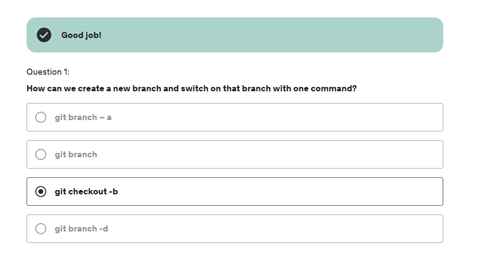 Good job!
Question 1:
How can we create a new branch and switch on that branch with one command?
git branch – a
git branch
git checkout -b
git branch -d